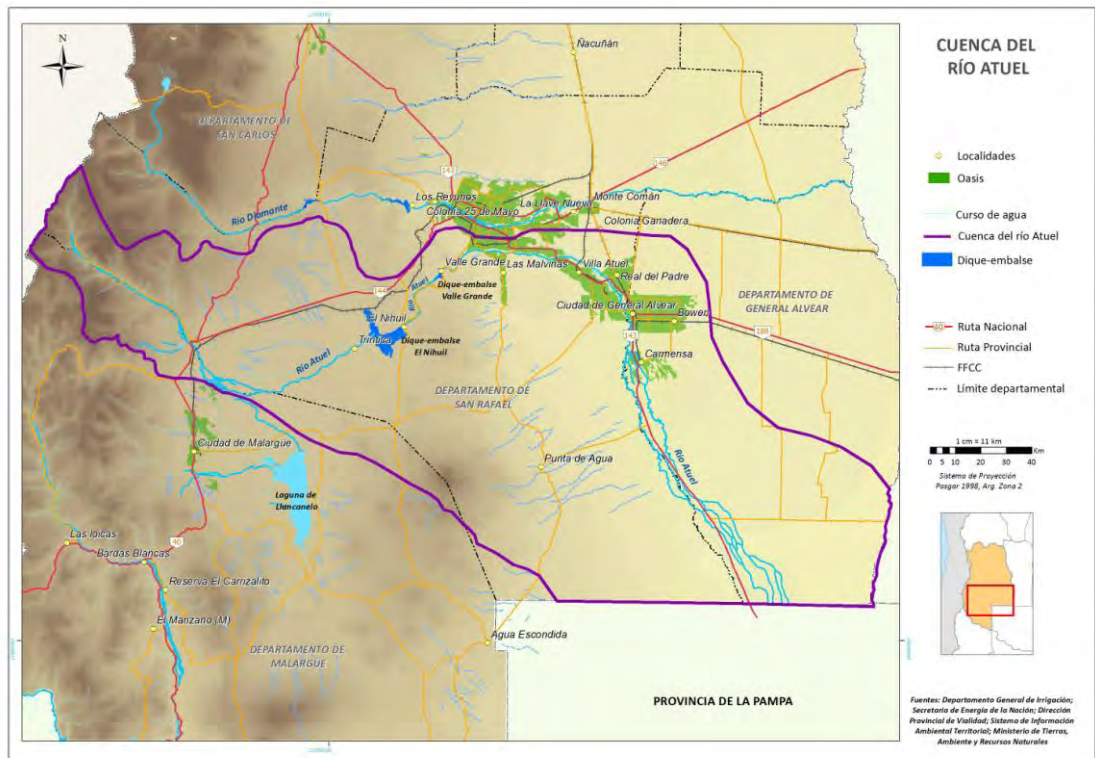 CUENCA DEL
RÍO ATUEL
N
Ñacuñán
DEPARTAMENTO DE
SAN CARLOS
143
146
Los Reyunos
La Llave Nueva
Monte Comán
Colonia 25 de Mayo
Colonia Ganadera
Río Diamante
Valle Grande
Las Malvinas
Villa Atuel
Real del Padre
Dique-embalse
Valle Grande
Río
Atuel
144
Ciudad de General Alvear
Bowen
DEPARTAMENTO DE
GENERAL ALVEAR
188
143
El Nihuil
Dique-embalse
El Nihuil
Río Atuel
Carmensa
DEPARTAMENTO DE
SAN RAFAEL
Ciudad de Malargüe
Punta de Agua
Río Atuel
Laguna de
Llancanelo
Las loicas
Bardas Blancas
40
Reserva El Carrizalito
El Manzano (M)
Agua Escondida
DEPARTAMENTO DE
MALARGUE
PROVINCIA DE LA PAMPA
Localidades
Oasis
Curso de agua
Cuenca del río Atuel
Dique-embalse
40
Ruta Nacional
Ruta Provincial
FFCC
Límite departamental
1 cm = 11 km
0 5 10 20 30 40
Km
Sistema de Proyección
Posgar 1998, Arg. Zona 2
Fuentes: Departamento General de Irrigación;
Secretaría de Energía de la Nación; Dirección
Provincial de Vialidad; Sistema de Información
Ambiental Territorial; Ministerio de Tierras,
Ambiente y Recursos Naturales